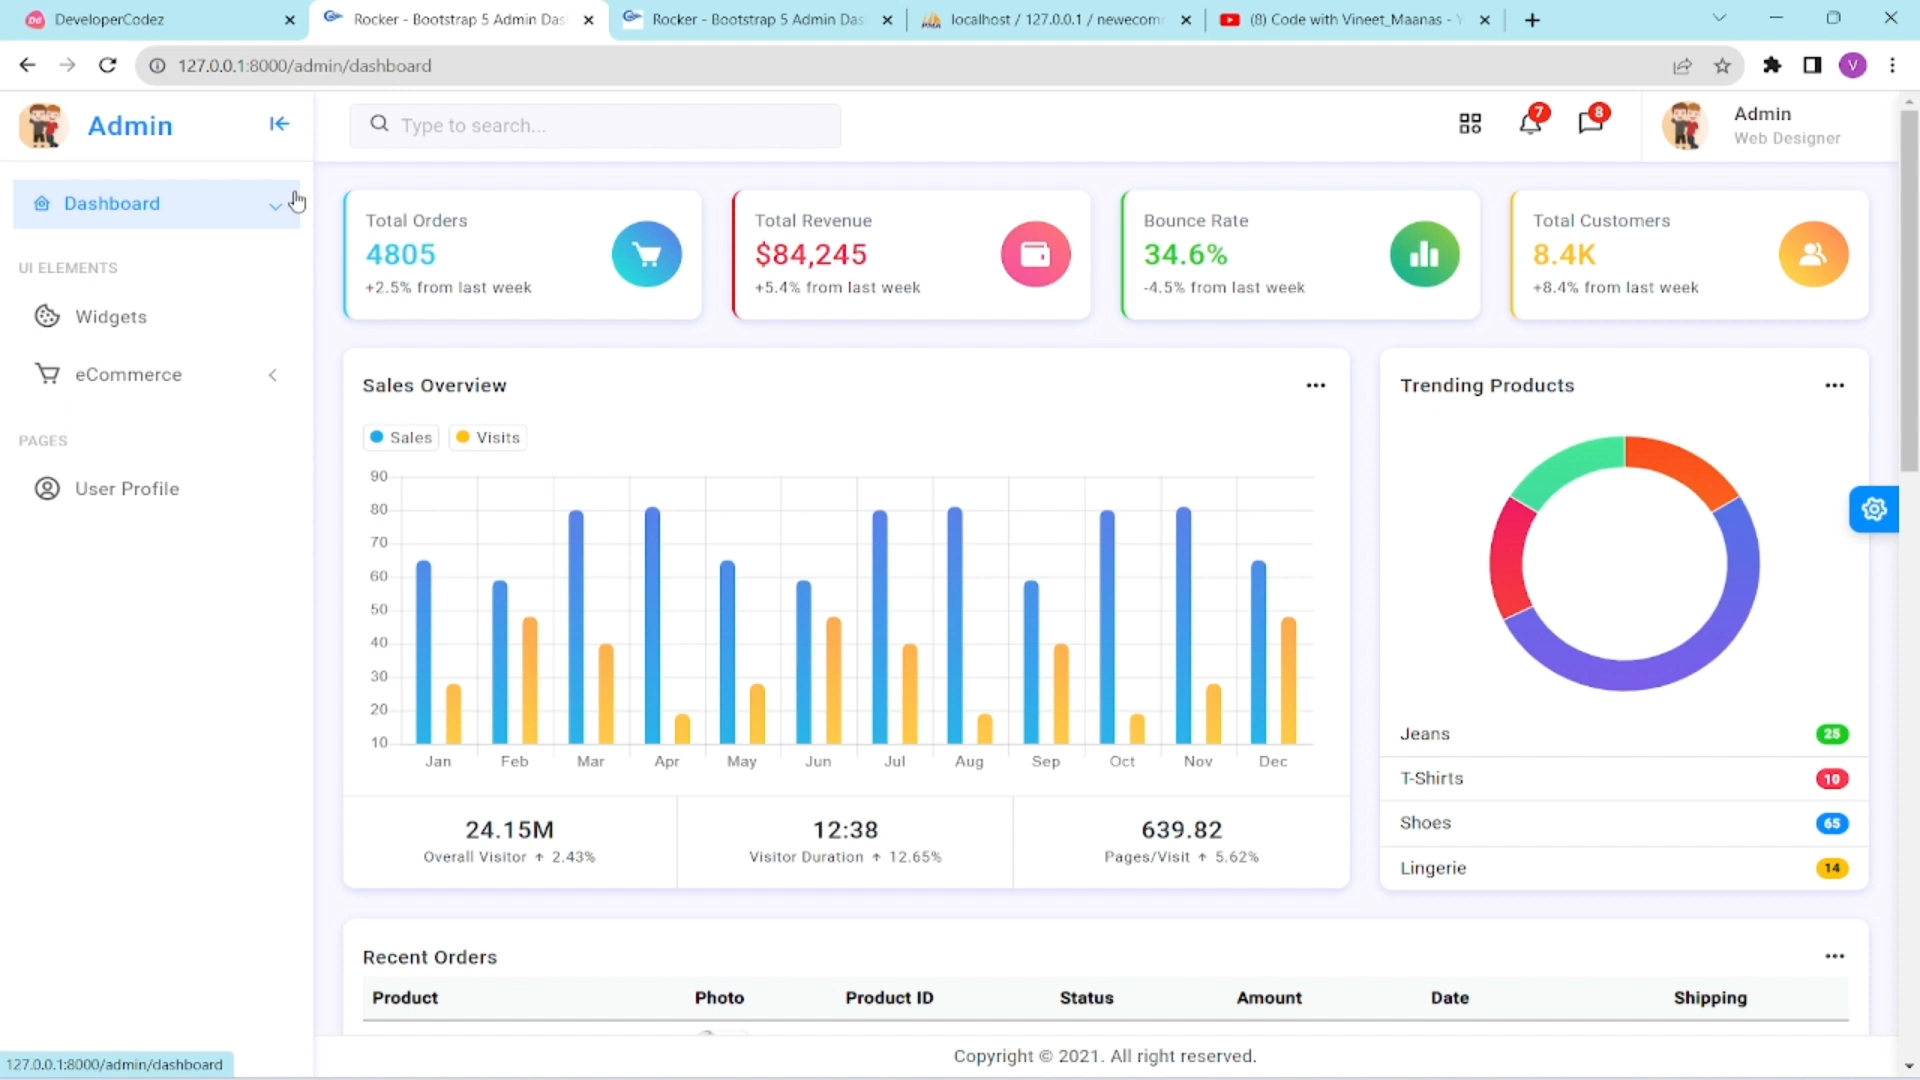 DeveloperCodez
Rocker - Bootstrap 5 Admin Das
Rocker - Bootstrap 5 Admin Das
localhost / 127.0.0.1 / newecom
(8) Code with Vineet_Maanas -
127.0.0.1:8000/admin/dashboard
V
Admin
Type to search...
7
8
Admin
Web Designer
Dashboard
UI ELEMENTS
Widgets
eCommerce
PAGES
User Profile
Total Orders
4805
+2.5% from last week
Total Revenue
$84,245
+5.4% from last week
Bounce Rate
34.6%
-4.5% from last week
Total Customers
8.4K
+8.4% from last week
Sales Overview
Sales
Visits
90
80
70
60
50
40
30
20
10
Jan Feb Mar Apr May Jun Jul Aug Sep Oct Nov Dec
24.15M
Overall Visitor ↑ 2.43%
12:38
Visitor Duration ↑ 12.65%
639.82
Pages/Visit ↑ 5.62%
Trending Products
Jeans 25
T-Shirts 10
Shoes 65
Lingerie 14
Recent Orders
Product Photo Product ID Status Amount Date Shipping
Copyright © 2021. All right reserved.
127.0.0.1:8000/admin/dashboard